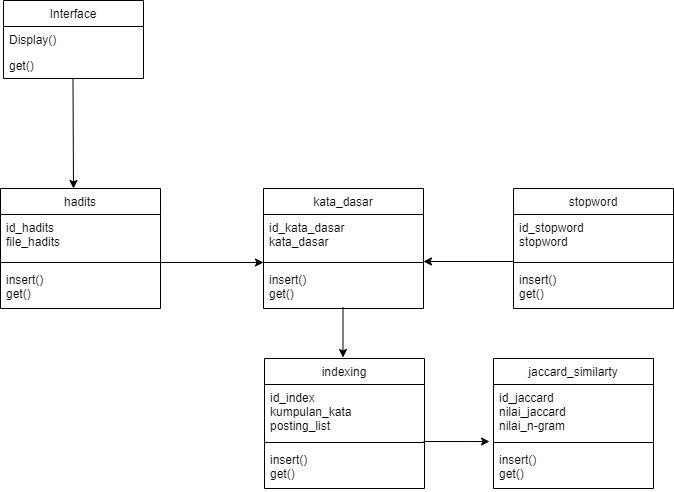 Interface
Display()
get()
hadits
id_hadits
file_hadits
insert()
get()
kata_dasar
id_kata_dasar
kata_dasar
insert()
get()
stopword
id_stopword
stopword
insert()
get()
indexing
id_index
kumpulan_kata
posting_list
insert()
get()
jaccard_similarty
id_jaccard
nilai_jaccard
nilai_n-gram
insert()
get()